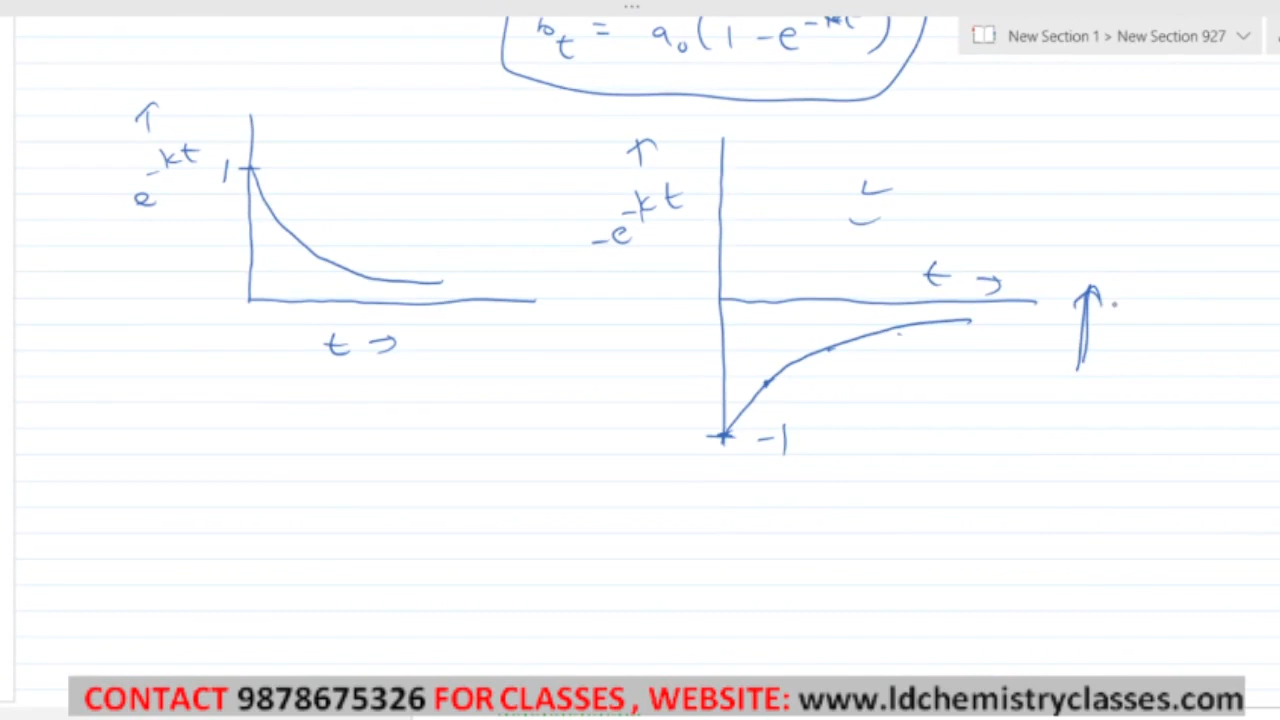 b_t = a_0 (1 - e^{-kt})
New Section 1 > New Section 927
↑
e^{-kt}
1
t →
↑
-e^{-kt}
t →
↑
-1
CONTACT 9878675326 FOR CLASSES , WEBSITE: www.ldchemistryclasses.com